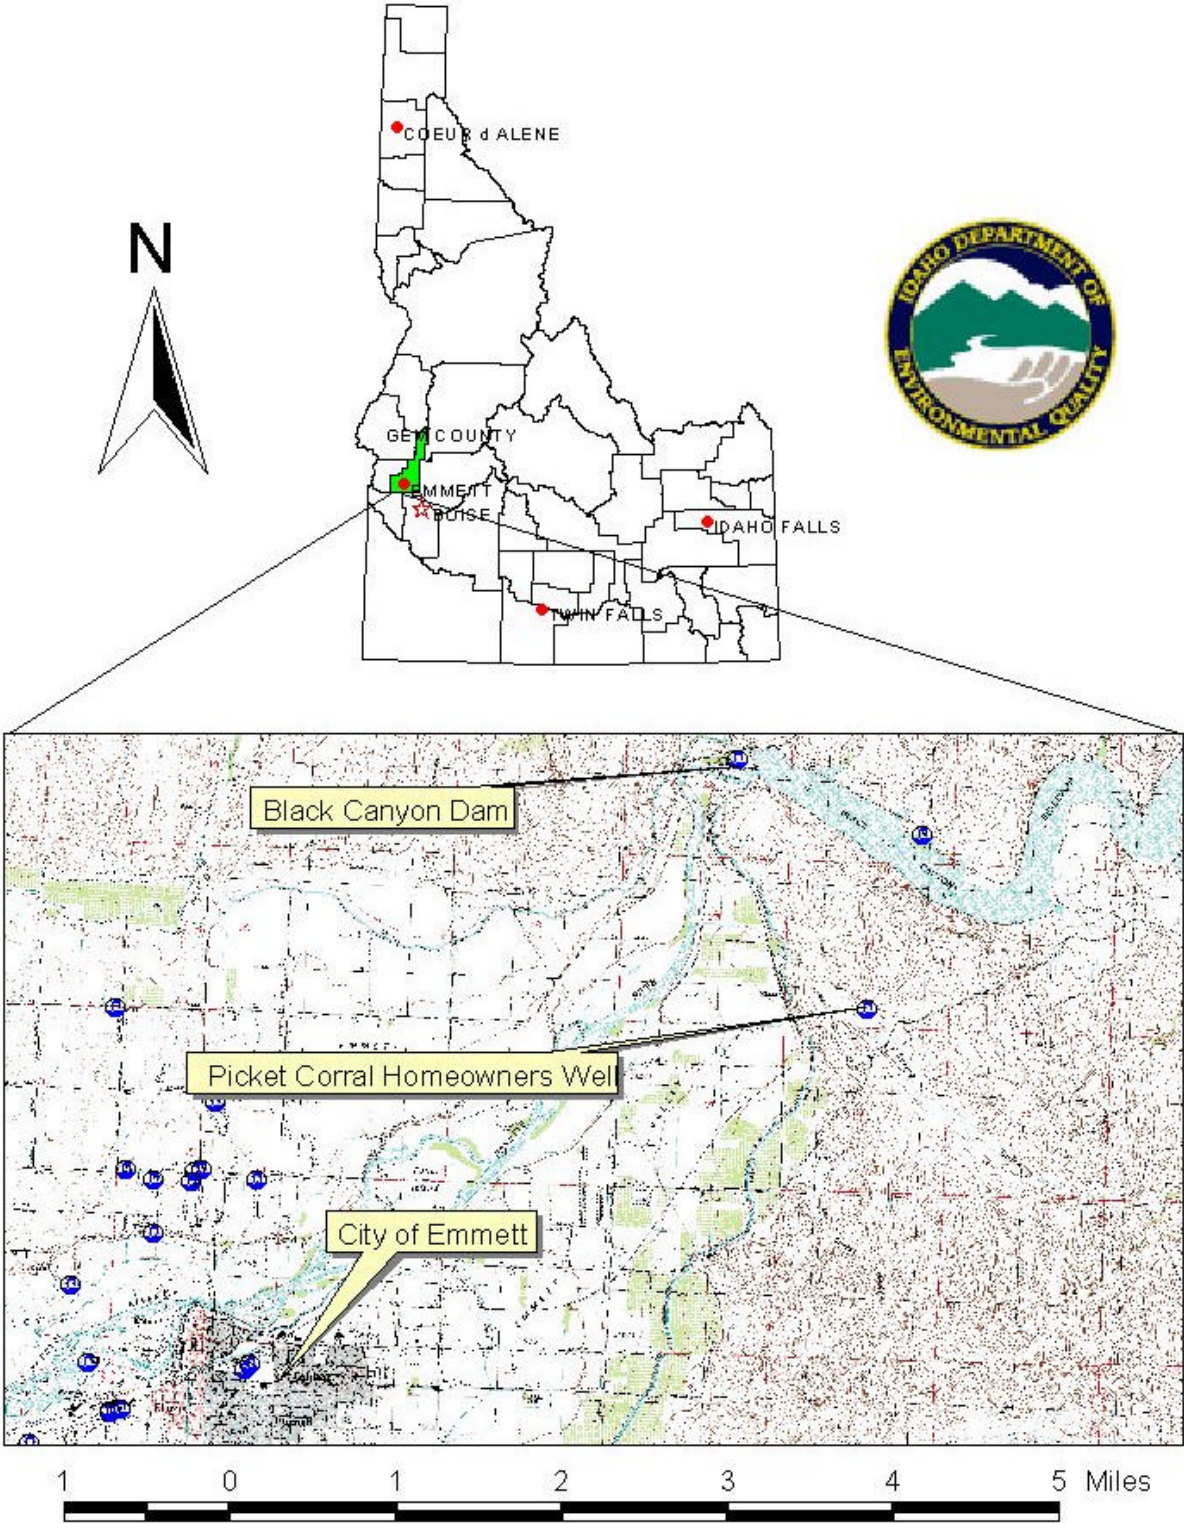 COEUR d ALENE
N
IDAHO DEPARTMENT OF
ENVIRONMENTAL QUALITY
GEM COUNTY
EMMETT
BOISE
IDAHO FALLS
TWIN FALLS
Black Canyon Dam
Picket Corral Homeowners Well
City of Emmett
1 0 1 2 3 4 5 Miles